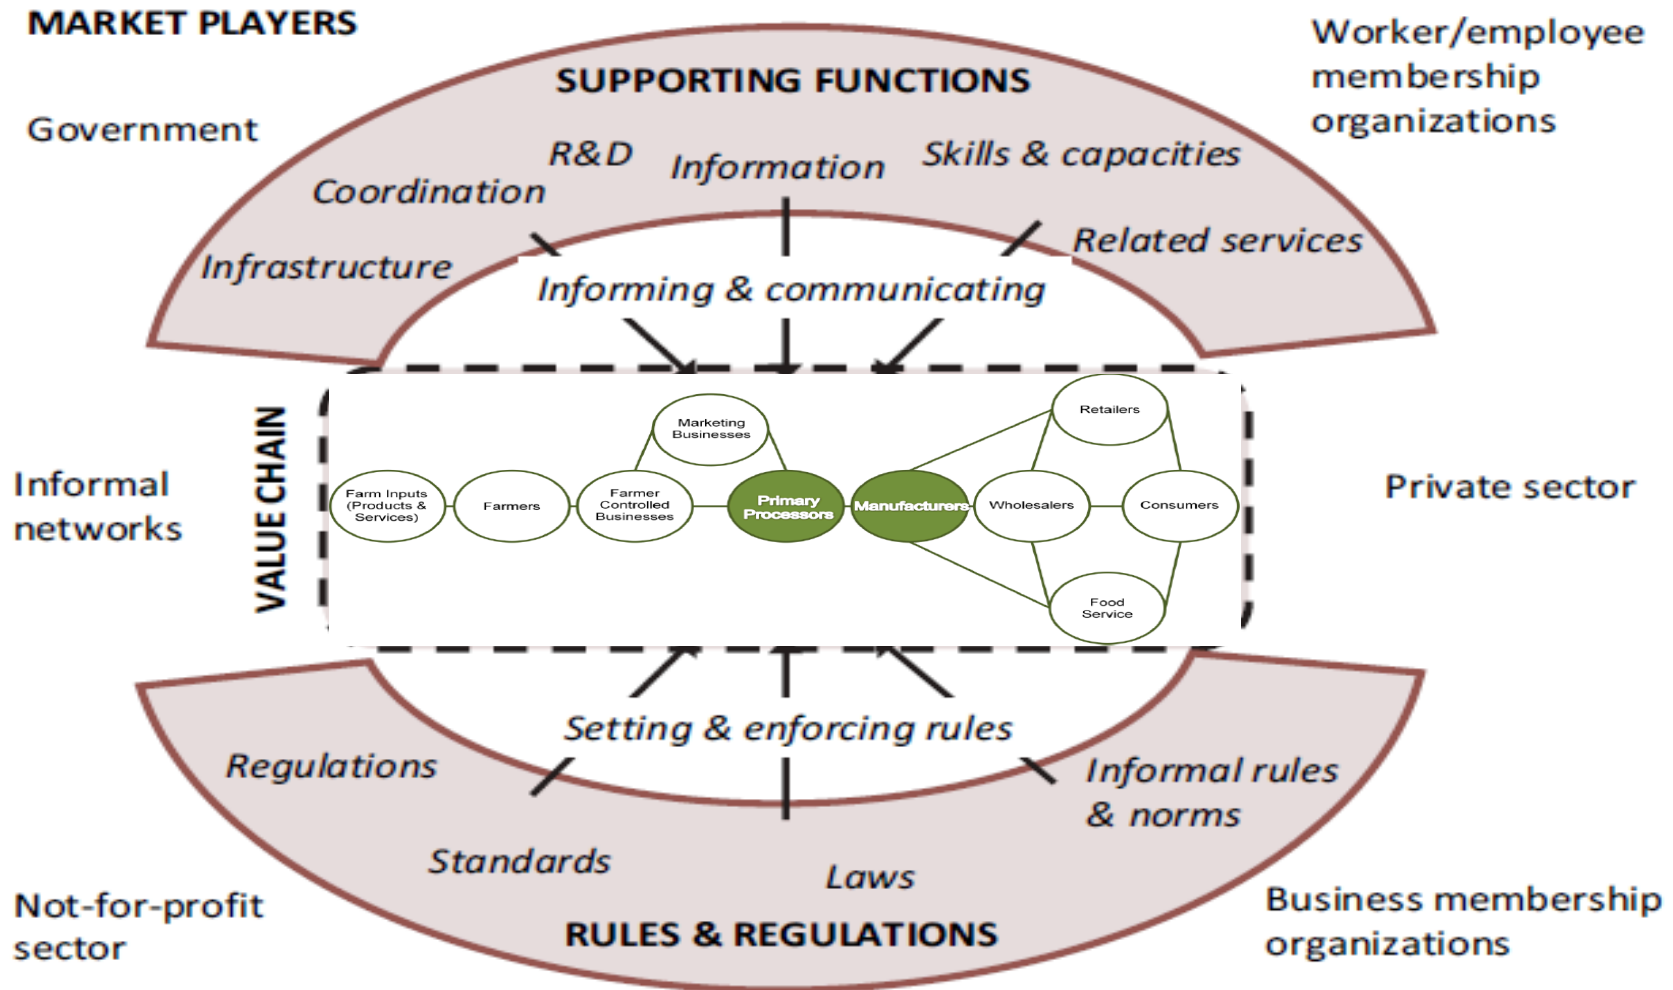 MARKET PLAYERS
Worker/employee
membership
organizations
SUPPORTING FUNCTIONS
Government
R&D
Information
Skills & capacities
Coordination
Infrastructure
Related services
Informing & communicating
VALUE CHAIN
Informal
networks
Private sector
Marketing
Businesses
Retailers
Farm Inputs
(Products &
Services)
Farmers
Farmer
Controlled
Businesses
Primary
Processors
Manufacturers
Wholesalers
Consumers
Food
Service
Setting & enforcing rules
Regulations
Informal rules
& norms
Standards
Laws
RULES & REGULATIONS
Not-for-profit
sector
Business membership
organizations